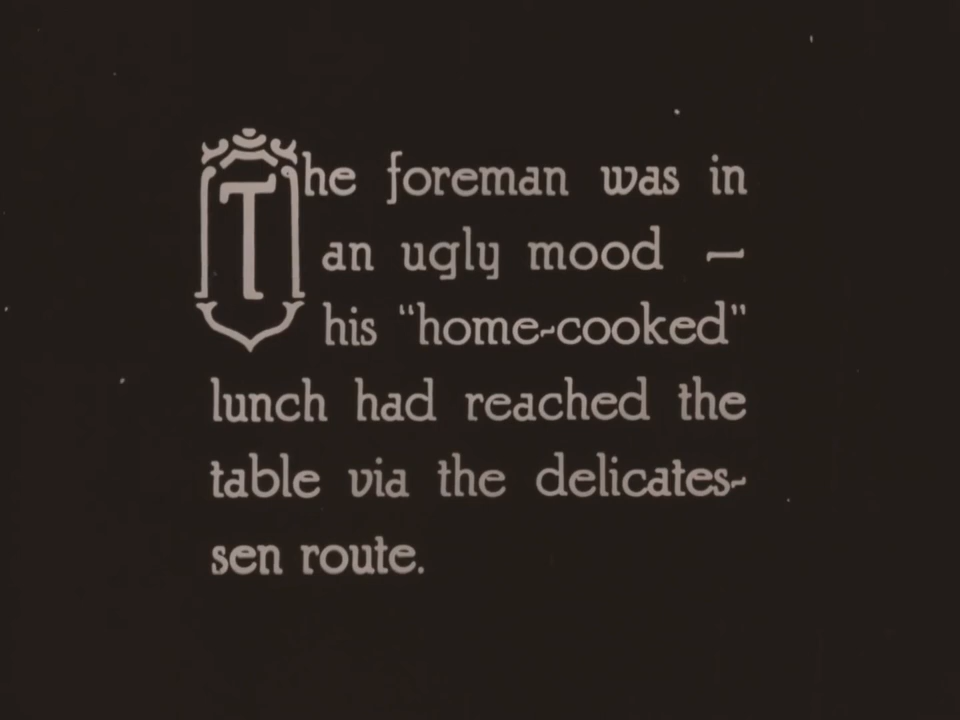 The foreman was in
an ugly mood —
his "home-cooked"
lunch had reached the
table via the delicates-
sen route.